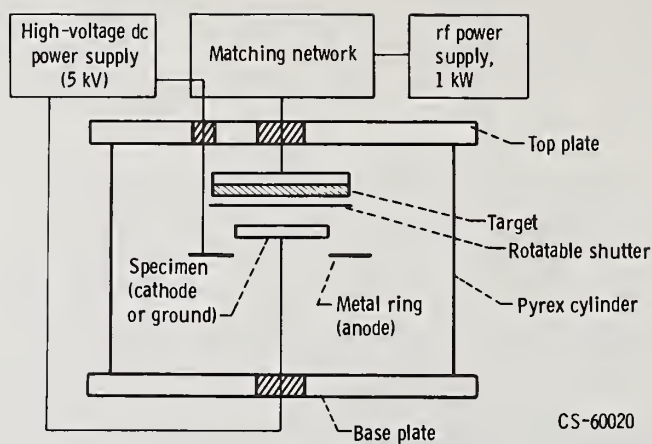 High-voltage dc
power supply
(5 kV)
Matching network
rf power
supply,
1 kW
Top plate
Target
Rotatable shutter
Specimen
(cathode
or ground)
Metal ring
(anode)
Pyrex cylinder
Base plate
CS-60020